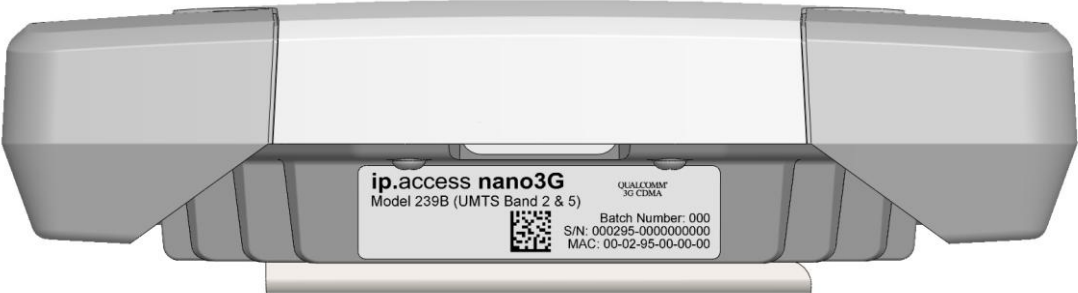 ip.access nano3G
QUALCOMM'
3G CDMA
Model 239B (UMTS Band 2 & 5)
Batch Number: 000
S/N: 000295-0000000000
MAC: 00-02-95-00-00-00